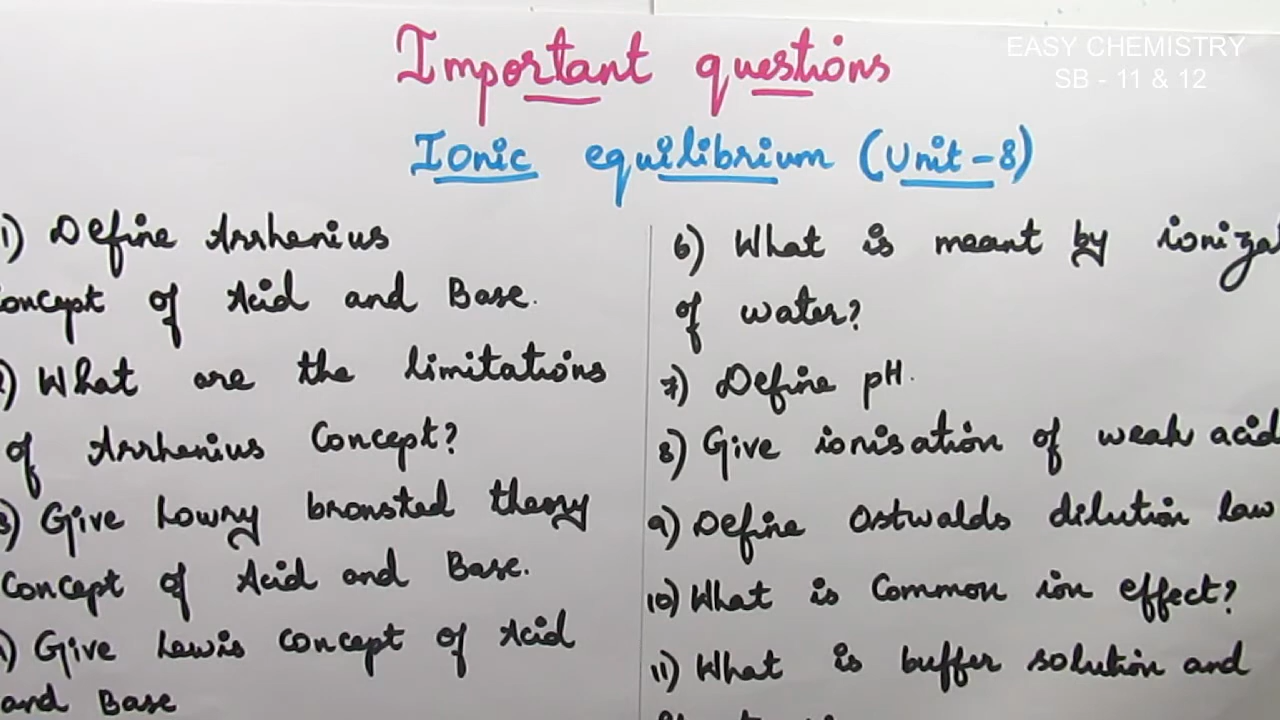 EASY CHEMISTRY
SB - 11 & 12
Important questions
Ionic equilibrium (Unit-8)
1) Define Arrhenius
concept of Acid and Base.
2) What are the limitations
of Arrhenius Concept?
3) Give Lowry bronsted theory
Concept of Acid and Base.
4) Give Lewis concept of Acid
and Base
6) What is meant by ionizat
of water?
7) Define pH.
8) Give ionisation of weak acid
9) Define Ostwalds dilution law
10) What is Common ion effect?
11) What is buffer solution and